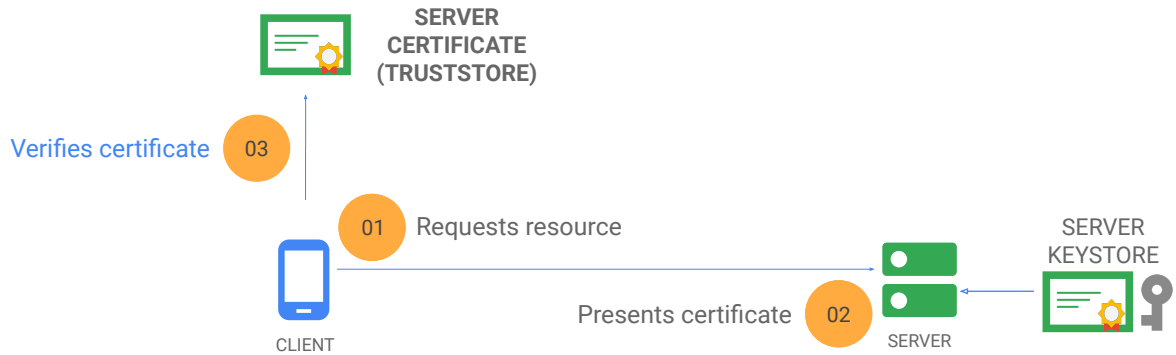 SERVER
CERTIFICATE
(TRUSTSTORE)
Verifies certificate
03
01
Requests resource
SERVER
KEYSTORE
Presents certificate
02
CLIENT
SERVER